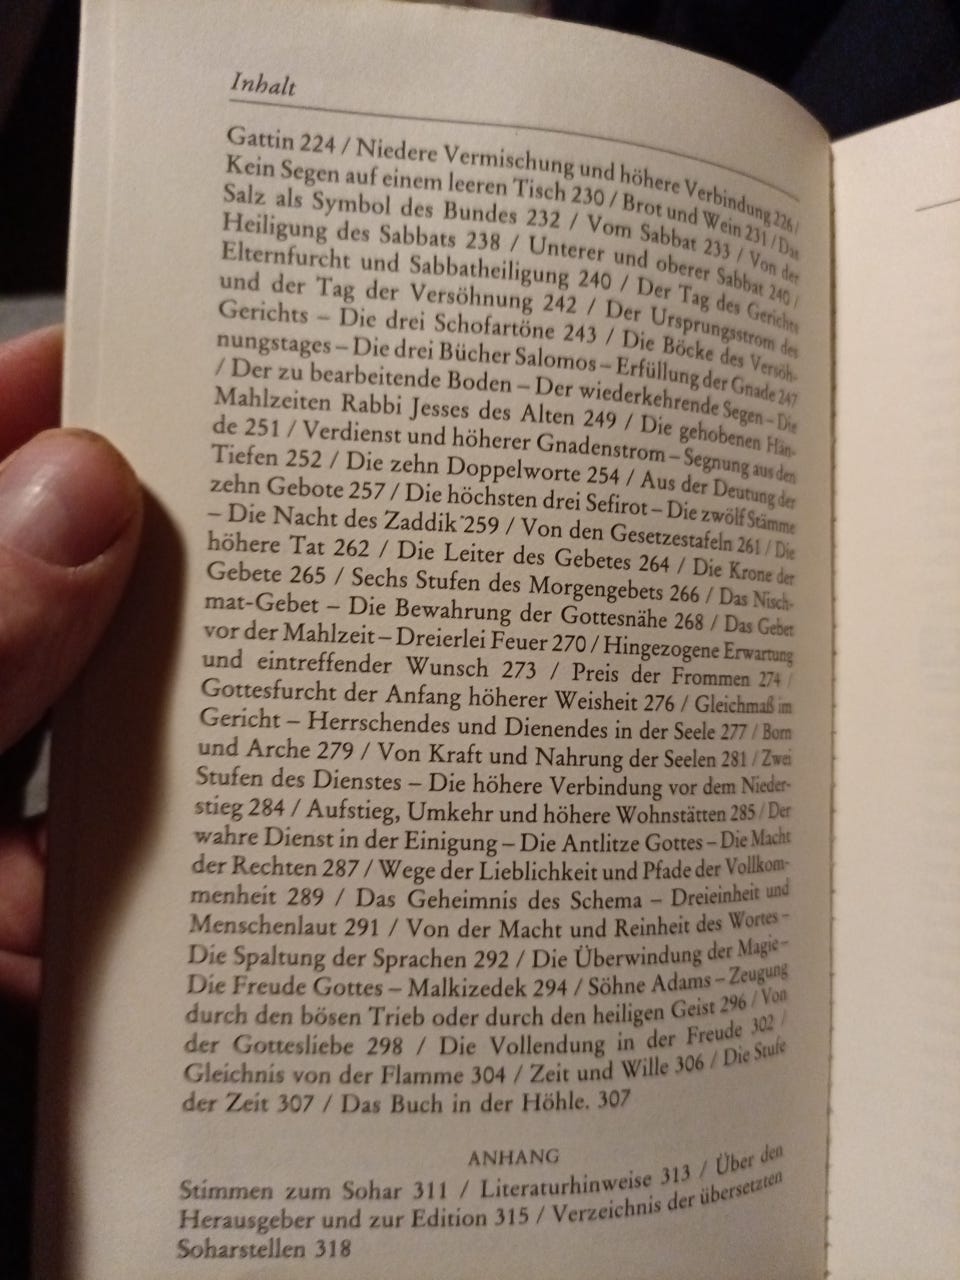 Inhalt
Gattin 224 / Niedere Vermischung und höhere Verbindung 226 /
Kein Segen auf einem leeren Tisch 230 / Brot und Wein 231 / Das
Salz als Symbol des Bundes 232 / Vom Sabbat 233 / Von der
Heiligung des Sabbats 238 / Unterer und oberer Sabbat 240 /
Elternfurcht und Sabbatheiligung 240 / Der Tag des Gerichts
und der Tag der Versöhnung 242 / Der Ursprungsstrom des
Gerichts – Die drei Schofartöne 243 / Die Böcke des Versöh-
nungstages – Die drei Bücher Salomos – Erfüllung der Gnade 247
/ Der zu bearbeitende Boden – Der wiederkehrende Segen – Die
Mahlzeiten Rabbi Jesses des Alten 249 / Die gehobenen Hän-
de 251 / Verdienst und höherer Gnadenstrom – Segnung aus den
Tiefen 252 / Die zehn Doppelworte 254 / Aus der Deutung der
zehn Gebote 257 / Die höchsten drei Sefirot – Die zwölf Stämme
– Die Nacht des Zaddik 259 / Von den Gesetzestafeln 261 / Die
höhere Tat 262 / Die Leiter des Gebetes 264 / Die Krone der
Gebete 265 / Sechs Stufen des Morgengebets 266 / Das Nisch-
mat-Gebet – Die Bewahrung der Gottesnähe 268 / Das Gebet
vor der Mahlzeit – Dreierlei Feuer 270 / Hingezogene Erwartung
und eintreffender Wunsch 273 / Preis der Frommen 274 /
Gottesfurcht der Anfang höherer Weisheit 276 / Gleichmaß im
Gericht – Herrschendes und Dienendes in der Seele 277 / Born
und Arche 279 / Von Kraft und Nahrung der Seelen 281 / Zwei
Stufen des Dienstes – Die höhere Verbindung vor dem Nieder-
stieg 284 / Aufstieg, Umkehr und höhere Wohnstätten 285 / Der
wahre Dienst in der Einigung – Die Antlitze Gottes – Die Macht
der Rechten 287 / Wege der Lieblichkeit und Pfade der Vollkom-
menheit 289 / Das Geheimnis des Schema – Dreieinheit und
Menschenlaut 291 / Von der Macht und Reinheit des Wortes –
Die Spaltung der Sprachen 292 / Die Überwindung der Magie –
Die Freude Gottes – Malkizedek 294 / Söhne Adams – Zeugung
durch den bösen Trieb oder durch den heiligen Geist 296 / Von
der Gottesliebe 298 / Die Vollendung in der Freude 302 /
Gleichnis von der Flamme 304 / Zeit und Wille 306 / Die Stufe
der Zeit 307 / Das Buch in der Höhle. 307
ANHANG
Stimmen zum Sohar 311 / Literaturhinweise 313 / Über den
Herausgeber und zur Edition 315 / Verzeichnis der übersetzten
Soharstellen 318